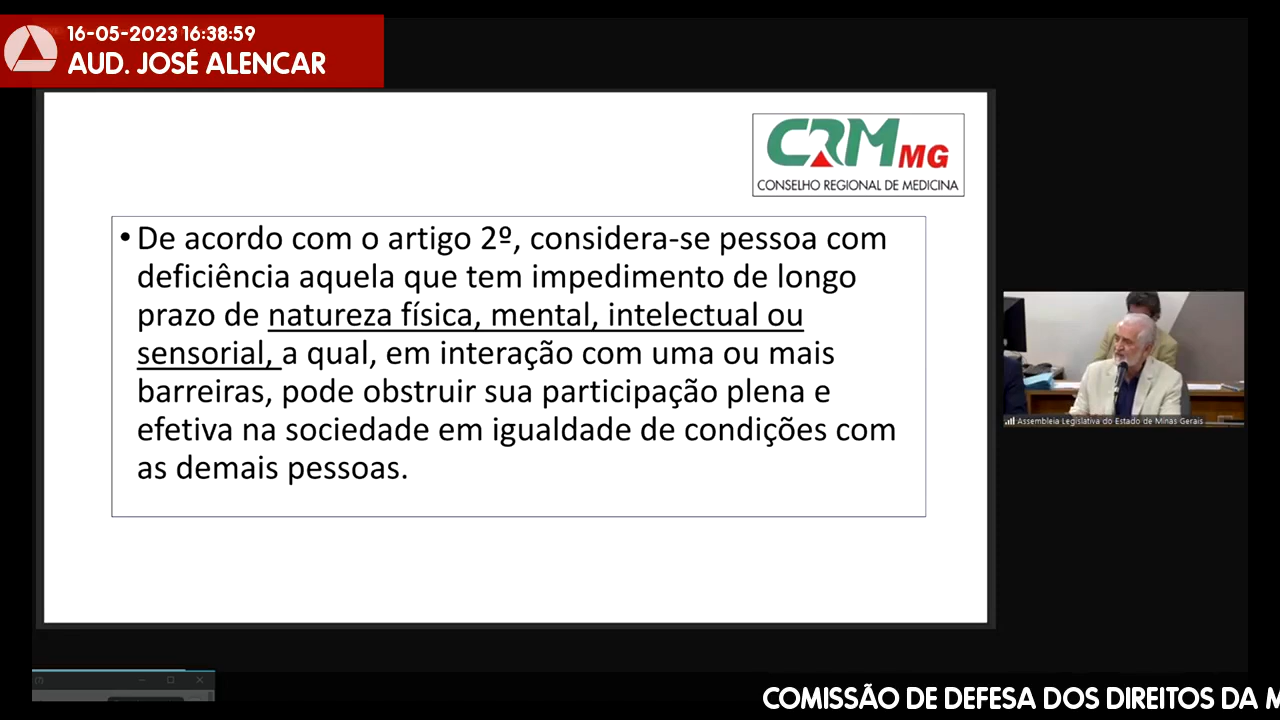 16-05-2023 16:38:59
AUD. JOSÉ ALENCAR
CRM MG
CONSELHO REGIONAL DE MEDICINA
• De acordo com o artigo 2º, considera-se pessoa com
deficiência aquela que tem impedimento de longo
prazo de natureza física, mental, intelectual ou
sensorial, a qual, em interação com uma ou mais
barreiras, pode obstruir sua participação plena e
efetiva na sociedade em igualdade de condições com
as demais pessoas.
Assembleia Legislativa do Estado de Minas Gerais
COMISSÃO DE DEFESA DOS DIREITOS DA M